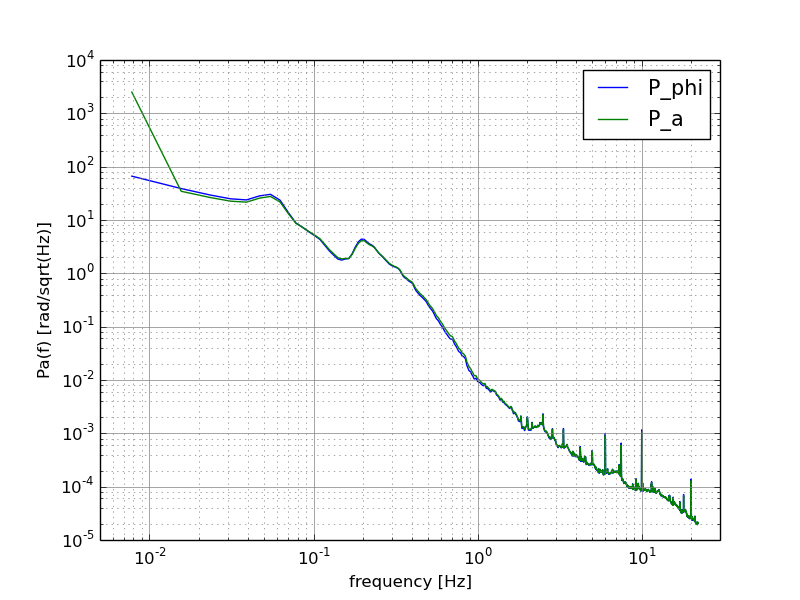 P_phi
P_a
10^4
10^3
10^2
10^1
10^0
10^-1
10^-2
10^-3
10^-4
10^-5
Pa(f) [rad/sqrt(Hz)]
10^-2 10^-1 10^0 10^1
frequency [Hz]